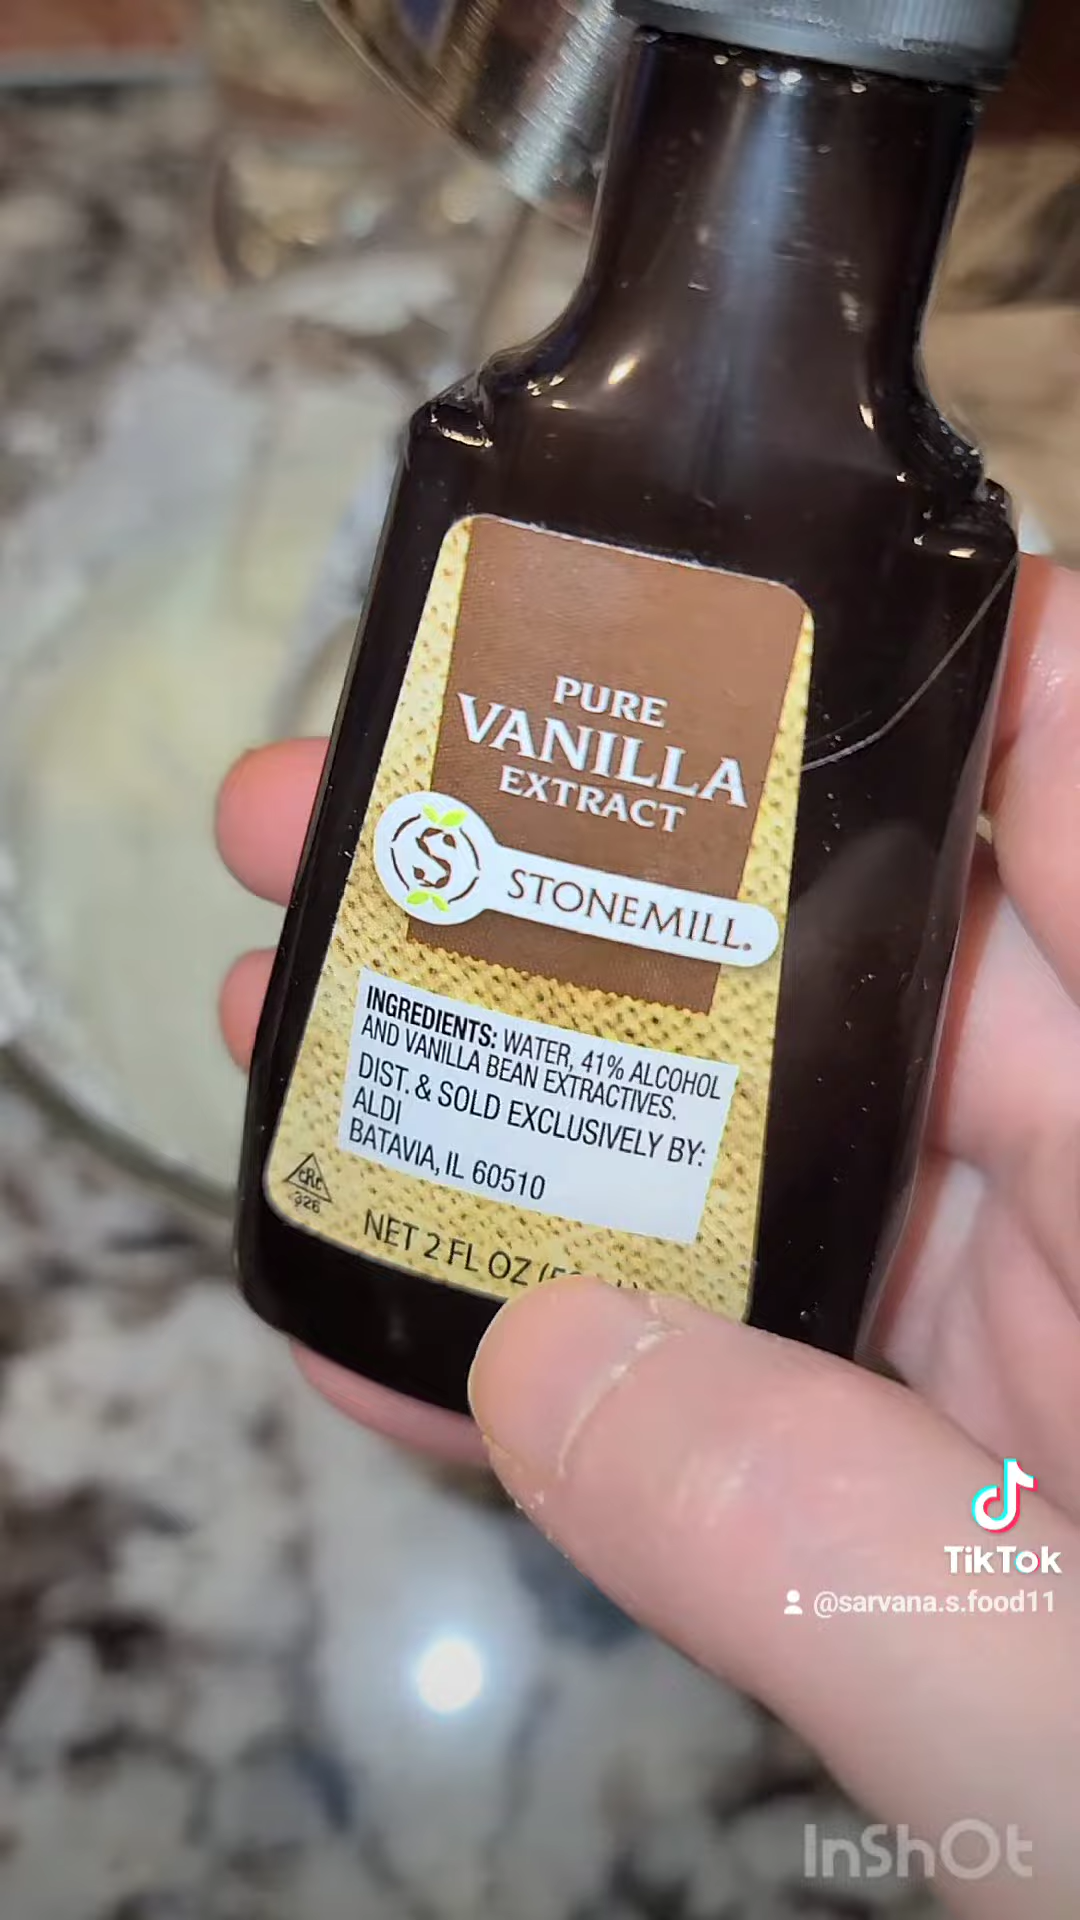 PURE
VANILLA
EXTRACT
S
STONEMILL.
INGREDIENTS: WATER, 41% ALCOHOL
AND VANILLA BEAN EXTRACTIVES.
DIST. & SOLD EXCLUSIVELY BY:
ALDI
BATAVIA, IL 60510
cRc
326
NET 2 FL OZ
TikTok
@sarvana.s.food11
InShOt